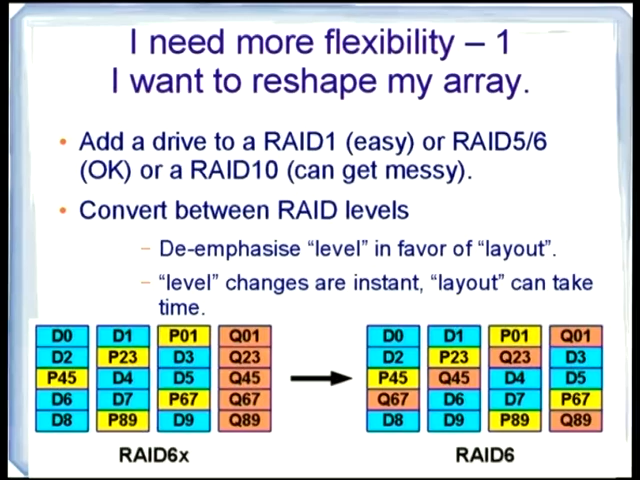 I need more flexibility – 1
I want to reshape my array.
• Add a drive to a RAID1 (easy) or RAID5/6
(OK) or a RAID10 (can get messy).
• Convert between RAID levels
– De-emphasise “level” in favor of “layout”.
– “level” changes are instant, “layout” can take
time.
D0 D1 P01 Q01 D0 D1 P01 Q01
D2 P23 D3 Q23 D2 P23 Q23 D3
P45 D4 D5 Q45 P45 Q45 D4 D5
D6 D7 P67 Q67 Q67 D6 D7 P67
D8 P89 D9 Q89 D8 D9 P89 Q89
RAID6x RAID6